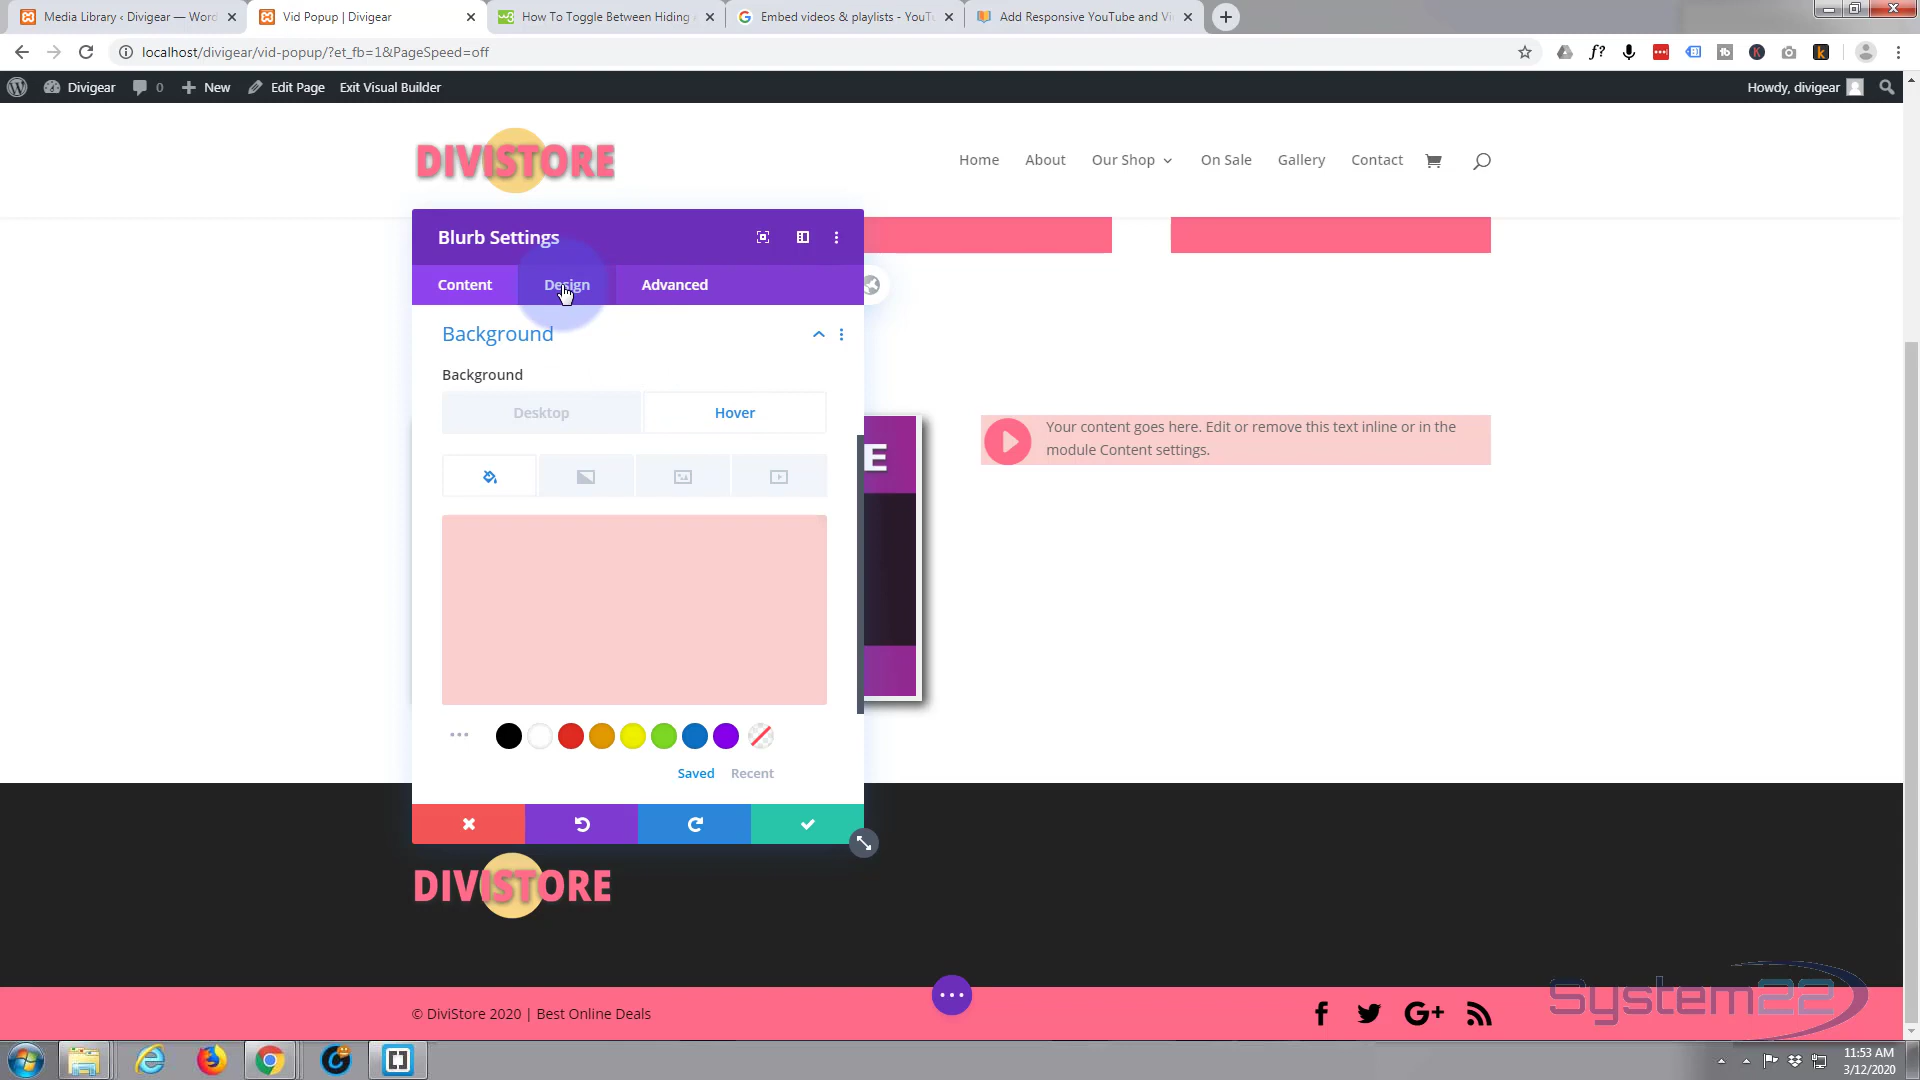 Media Library ‹ Divigear — Word
Vid Popup | Divigear
How To Toggle Between Hiding
Embed videos & playlists - YouTu
Add Responsive YouTube and Vi
localhost/divigear/vid-popup/?et_fb=1&PageSpeed=off
Divigear
0
New
Edit Page
Exit Visual Builder
Howdy, divigear
DIVISTORE
Home
About
Our Shop
On Sale
Gallery
Contact
Blurb Settings
Content
Design
Advanced
Background
Background
Desktop
Hover
E
Your content goes here. Edit or remove this text inline or in the
module Content settings.
Saved
Recent
DIVISTORE
© DiviStore 2020 | Best Online Deals
System22
11:53 AM
3/12/2020